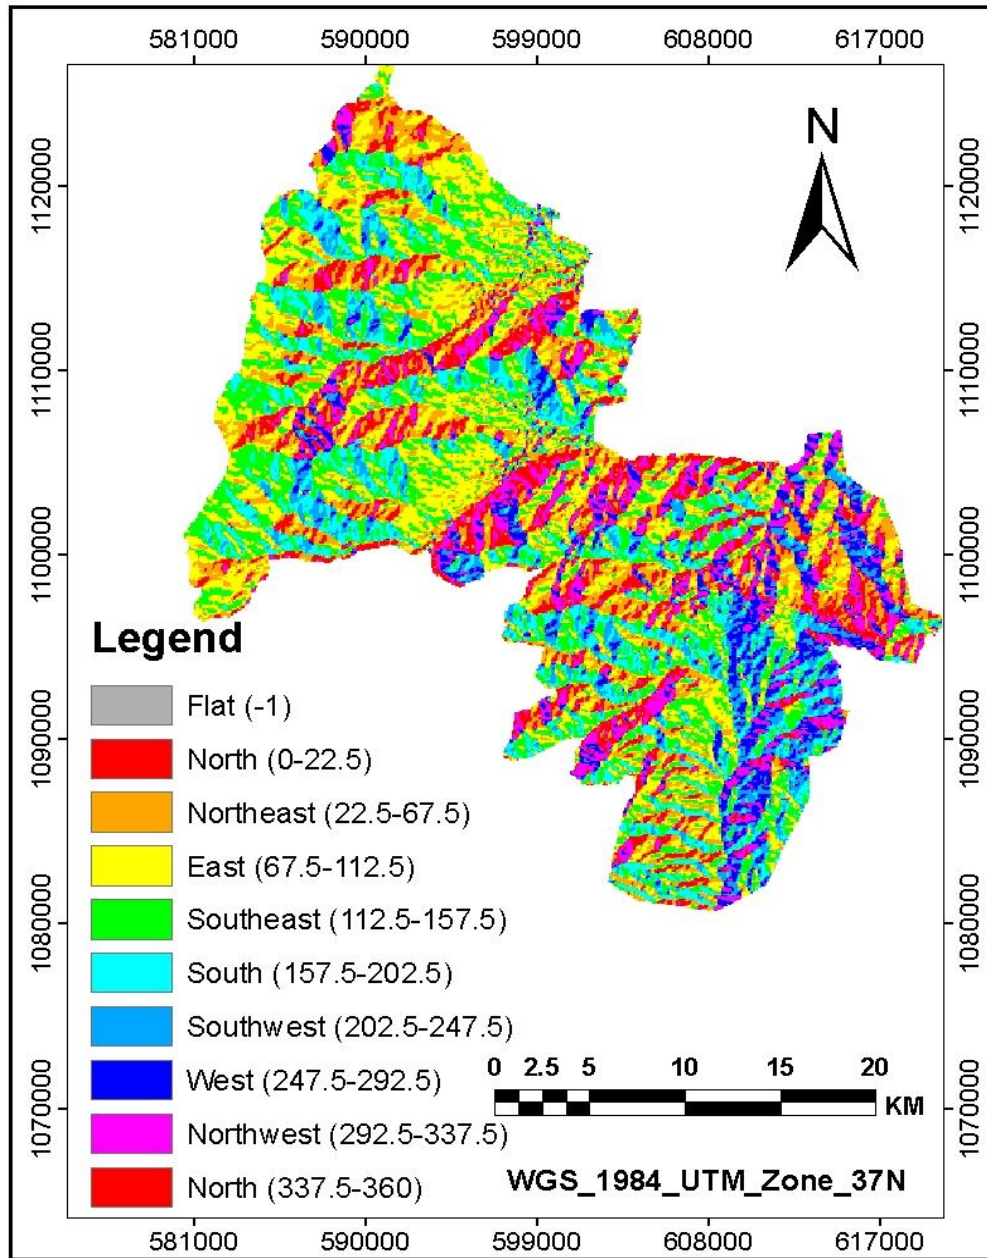 581000 590000 599000 608000 617000
N
1120000 1120000
1110000 1110000
1100000 1100000
Legend
Flat (-1)
North (0-22.5)
1090000 1090000
Northeast (22.5-67.5)
East (67.5-112.5)
Southeast (112.5-157.5)
1080000 1080000
South (157.5-202.5)
Southwest (202.5-247.5)
0 2.5 5 10 15 20
West (247.5-292.5)
KM
1070000 1070000
Northwest (292.5-337.5)
North (337.5-360)
WGS_1984_UTM_Zone_37N
581000 590000 599000 608000 617000